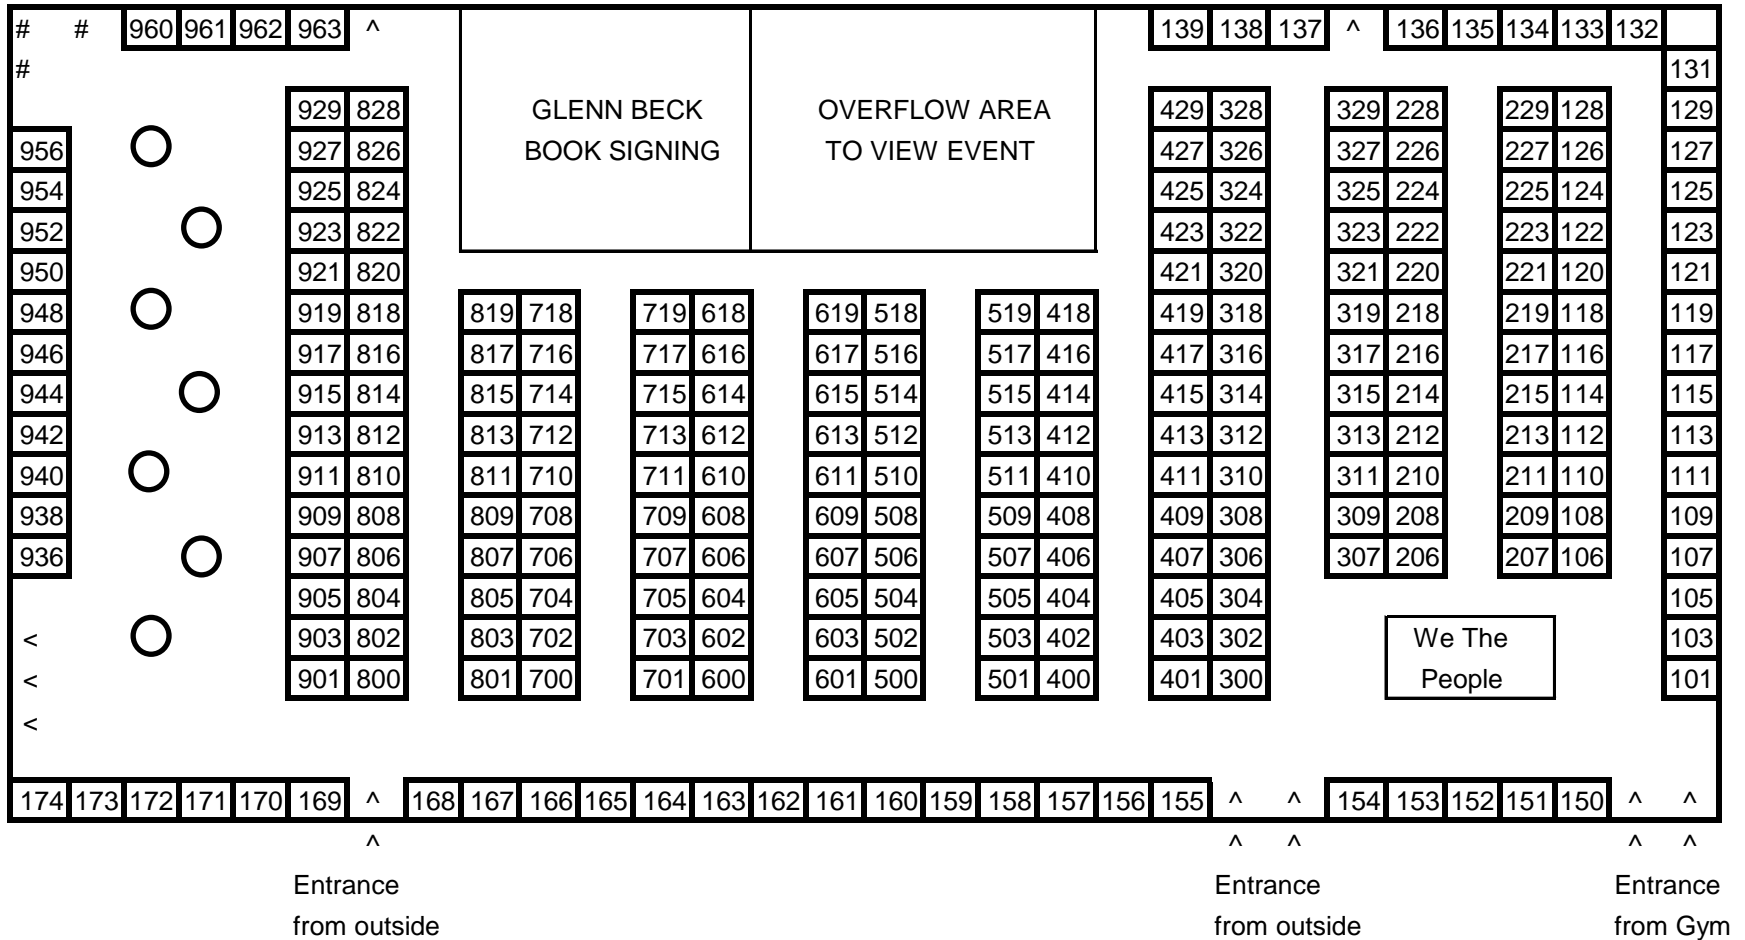 # # 960 961 962 963 ^ 139 138 137 ^ 136 135 134 133 132
# 131
929 828 GLENN BECK OVERFLOW AREA 429 328 329 228 229 128 129
956 927 826 BOOK SIGNING TO VIEW EVENT 427 326 327 226 227 126 127
954 925 824 425 324 325 224 225 124 125
952 923 822 423 322 323 222 223 122 123
950 921 820 421 320 321 220 221 120 121
948 919 818 819 718 719 618 619 518 519 418 419 318 319 218 219 118 119
946 917 816 817 716 717 616 617 516 517 416 417 316 317 216 217 116 117
944 915 814 815 714 715 614 615 514 515 414 415 314 315 214 215 114 115
942 913 812 813 712 713 612 613 512 513 412 413 312 313 212 213 112 113
940 911 810 811 710 711 610 611 510 511 410 411 310 311 210 211 110 111
938 909 808 809 708 709 608 609 508 509 408 409 308 309 208 209 108 109
936 907 806 807 706 707 606 607 506 507 406 407 306 307 206 207 106 107
905 804 805 704 705 604 605 504 505 404 405 304 105
< 903 802 803 702 703 602 603 502 503 402 403 302 We The 103
< 901 800 801 700 701 600 601 500 501 400 401 300 People 101
<
174 173 172 171 170 169 ^ 168 167 166 165 164 163 162 161 160 159 158 157 156 155 ^ ^ 154 153 152 151 150 ^ ^
^ ^ ^ ^ ^
Entrance Entrance Entrance
from outside from outside from Gym